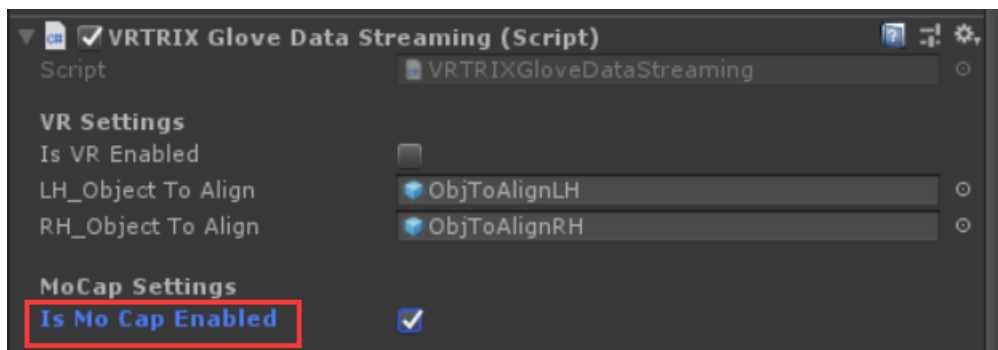 VRTRIX Glove Data Streaming (Script)
Script VRTRIXGloveDataStreaming
VR Settings
Is VR Enabled
LH_Object To Align ObjToAlignLH
RH_Object To Align ObjToAlignRH
MoCap Settings
Is Mo Cap Enabled